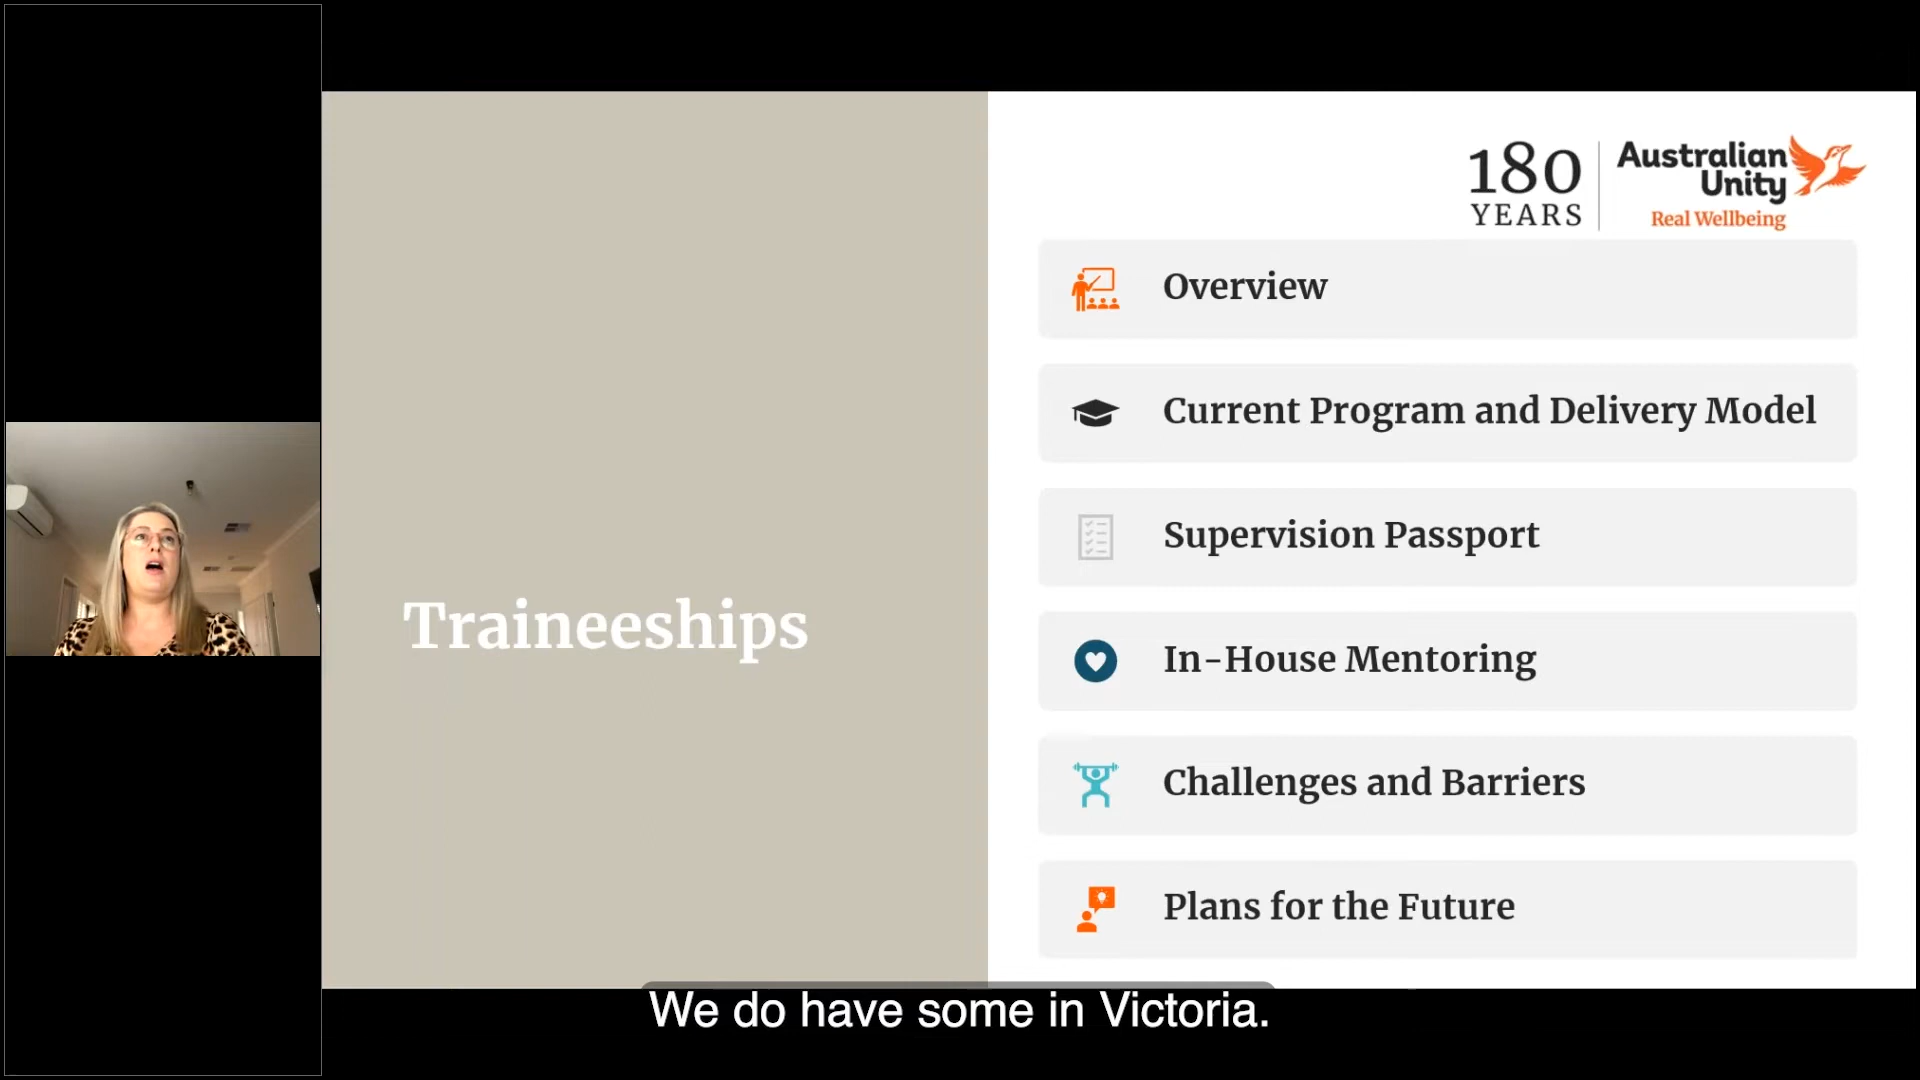 180
YEARS
Australian
Unity
Real Wellbeing
Traineeships
Overview
Current Program and Delivery Model
Supervision Passport
In-House Mentoring
Challenges and Barriers
Plans for the Future
We do have some in Victoria.